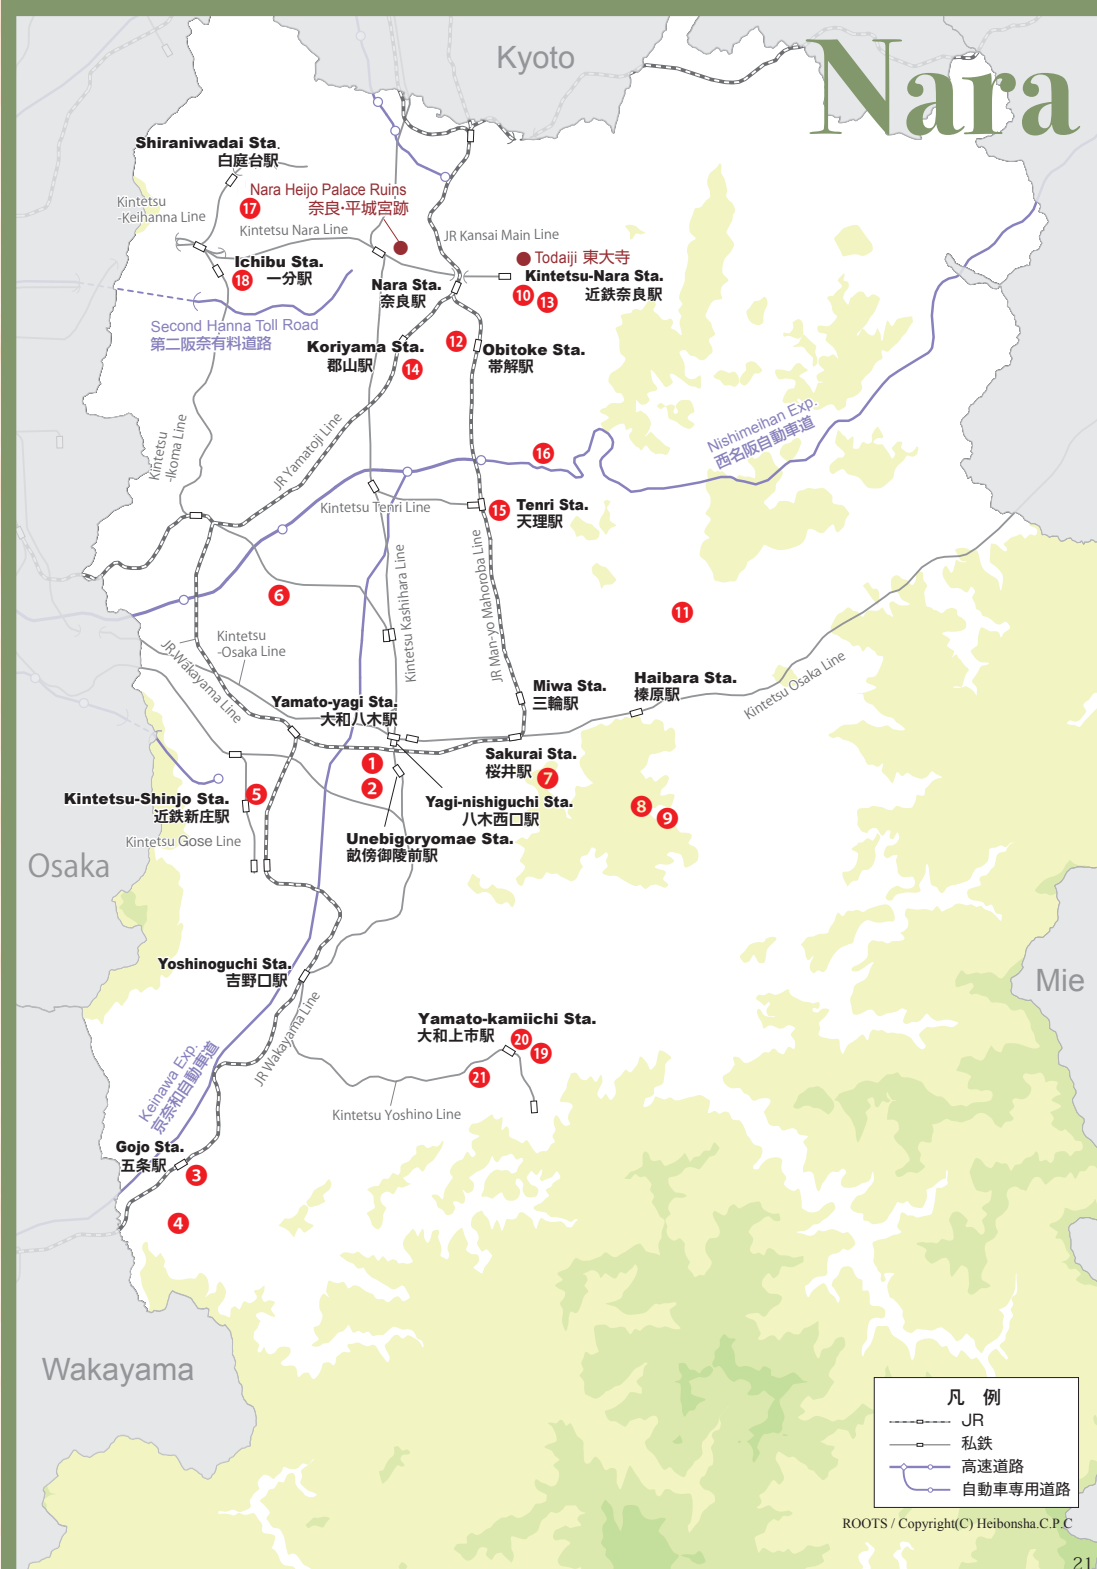 Kyoto
Nara
Shiraniwadai Sta.
白庭台駅
Kintetsu
-Keihanna Line
Nara Heijo Palace Ruins
奈良・平城宮跡
17
Kintetsu Nara Line
JR Kansai Main Line
Todaiji 東大寺
Ichibu Sta.
一分駅
18
Nara Sta.
奈良駅
Kintetsu-Nara Sta.
近鉄奈良駅
10
13
Second Hanna Toll Road
第二阪奈有料道路
Koriyama Sta.
郡山駅
14
12
Obitoke Sta.
帯解駅
Kintetsu
-Ikoma Line
JR Yamatoji Line
16
Nishimeihan Exp.
西名阪自動車道
Kintetsu Tenri Line
15
Tenri Sta.
天理駅
Kintetsu Kashihara Line
JR Man-yo Mahoroba Line
6
11
JR Wakayama Line
Kintetsu
-Osaka Line
Miwa Sta.
三輪駅
Haibara Sta.
榛原駅
Kintetsu Osaka Line
Yamato-yagi Sta.
大和八木駅
1
2
Sakurai Sta.
桜井駅
7
5
Kintetsu-Shinjo Sta.
近鉄新庄駅
Yagi-nishiguchi Sta.
八木西口駅
8
9
Kintetsu Gose Line
Unebigoryomae Sta.
畝傍御陵前駅
Osaka
Yoshinoguchi Sta.
吉野口駅
Mie
JR Wakayama Line
Yamato-kamiichi Sta.
大和上市駅
20
19
21
Keinawa Exp.
京奈和自動車道
Kintetsu Yoshino Line
Gojo Sta.
五条駅
3
4
Wakayama
凡 例
JR
私鉄
高速道路
自動車専用道路
ROOTS / Copyright(C) Heibonsha.C.P.C
21